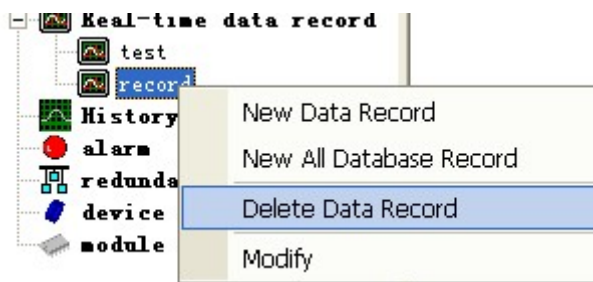 Real-time data record
test
record
History
alarm
redunda
device
module
New Data Record
New All Database Record
Delete Data Record
Modify